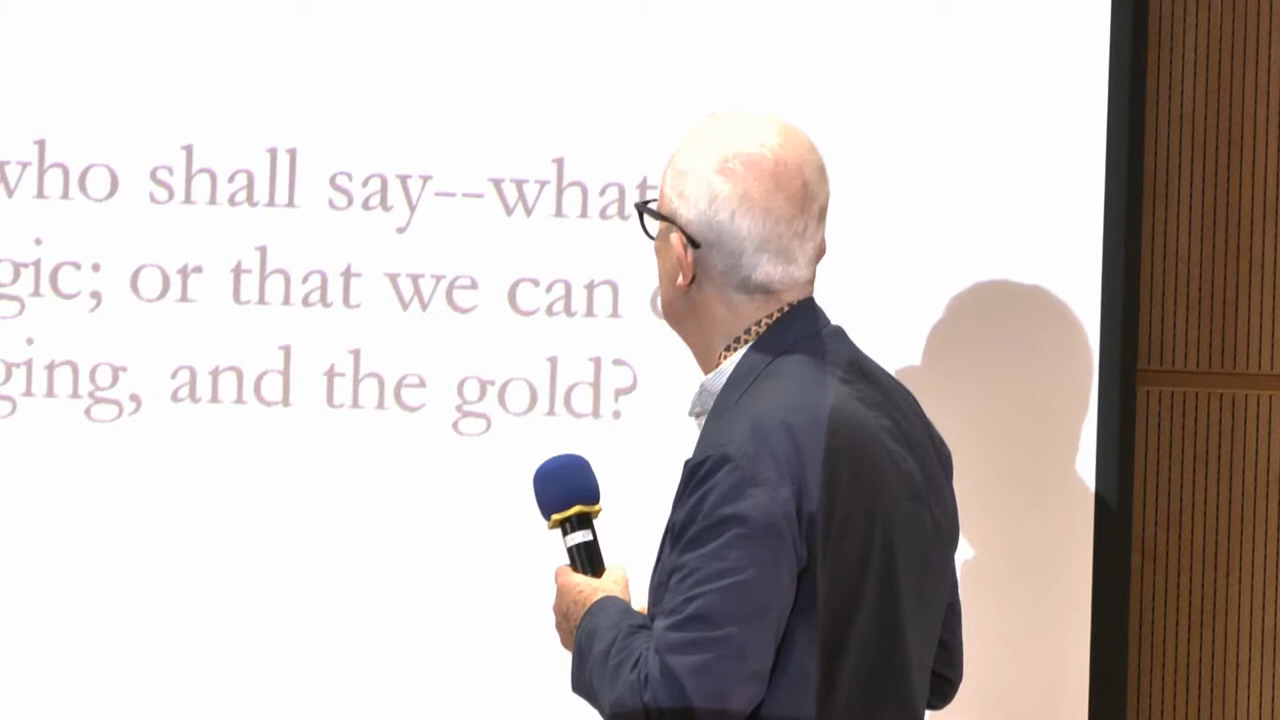 who shall say--what
gic; or that we can
ging, and the gold?